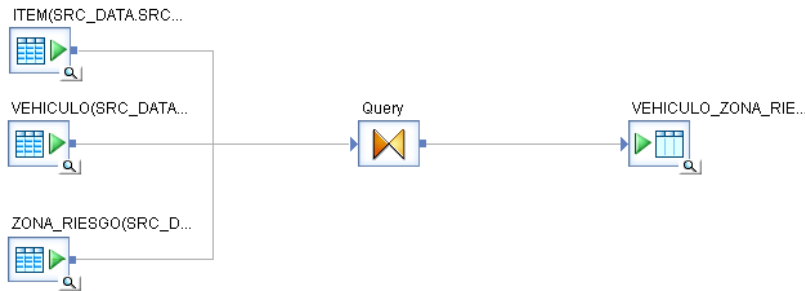 ITEM(SRC_DATA.SRC...
VEHICULO(SRC_DATA...
Query
VEHICULO_ZONA_RIE...
ZONA_RIESGO(SRC_D...